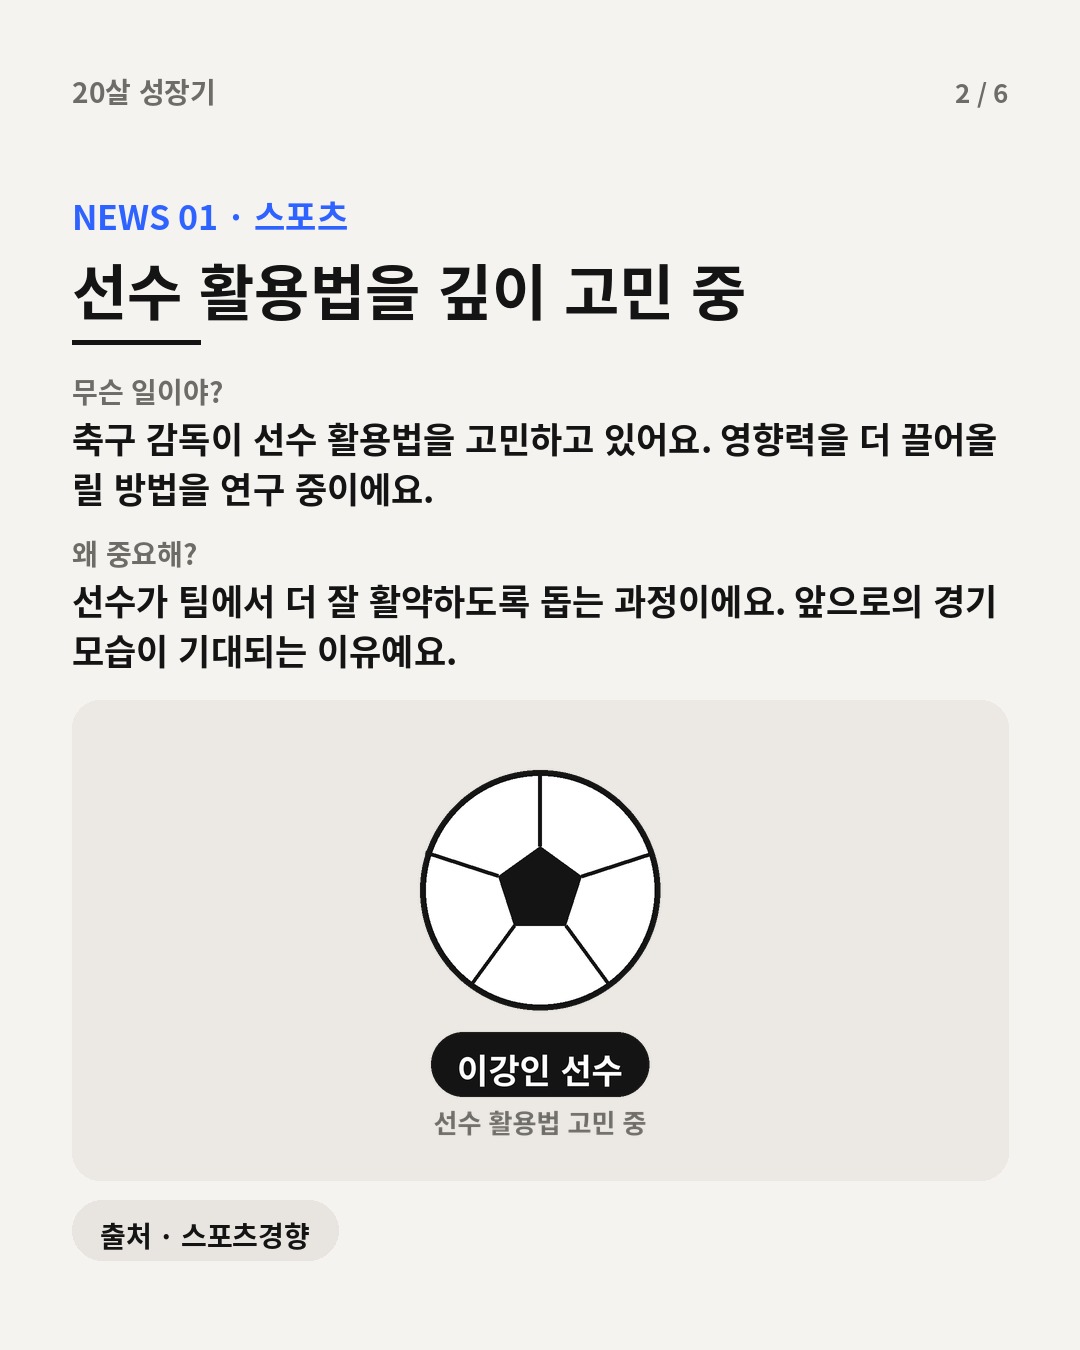 20살 성장기
2 / 6
NEWS 01 · 스포츠
선수 활용법을 깊이 고민 중
무슨 일이야?
축구 감독이 선수 활용법을 고민하고 있어요. 영향력을 더 끌어올
릴 방법을 연구 중이에요.
왜 중요해?
선수가 팀에서 더 잘 활약하도록 돕는 과정이에요. 앞으로의 경기
모습이 기대되는 이유예요.
이강인 선수
선수 활용법 고민 중
출처 · 스포츠경향